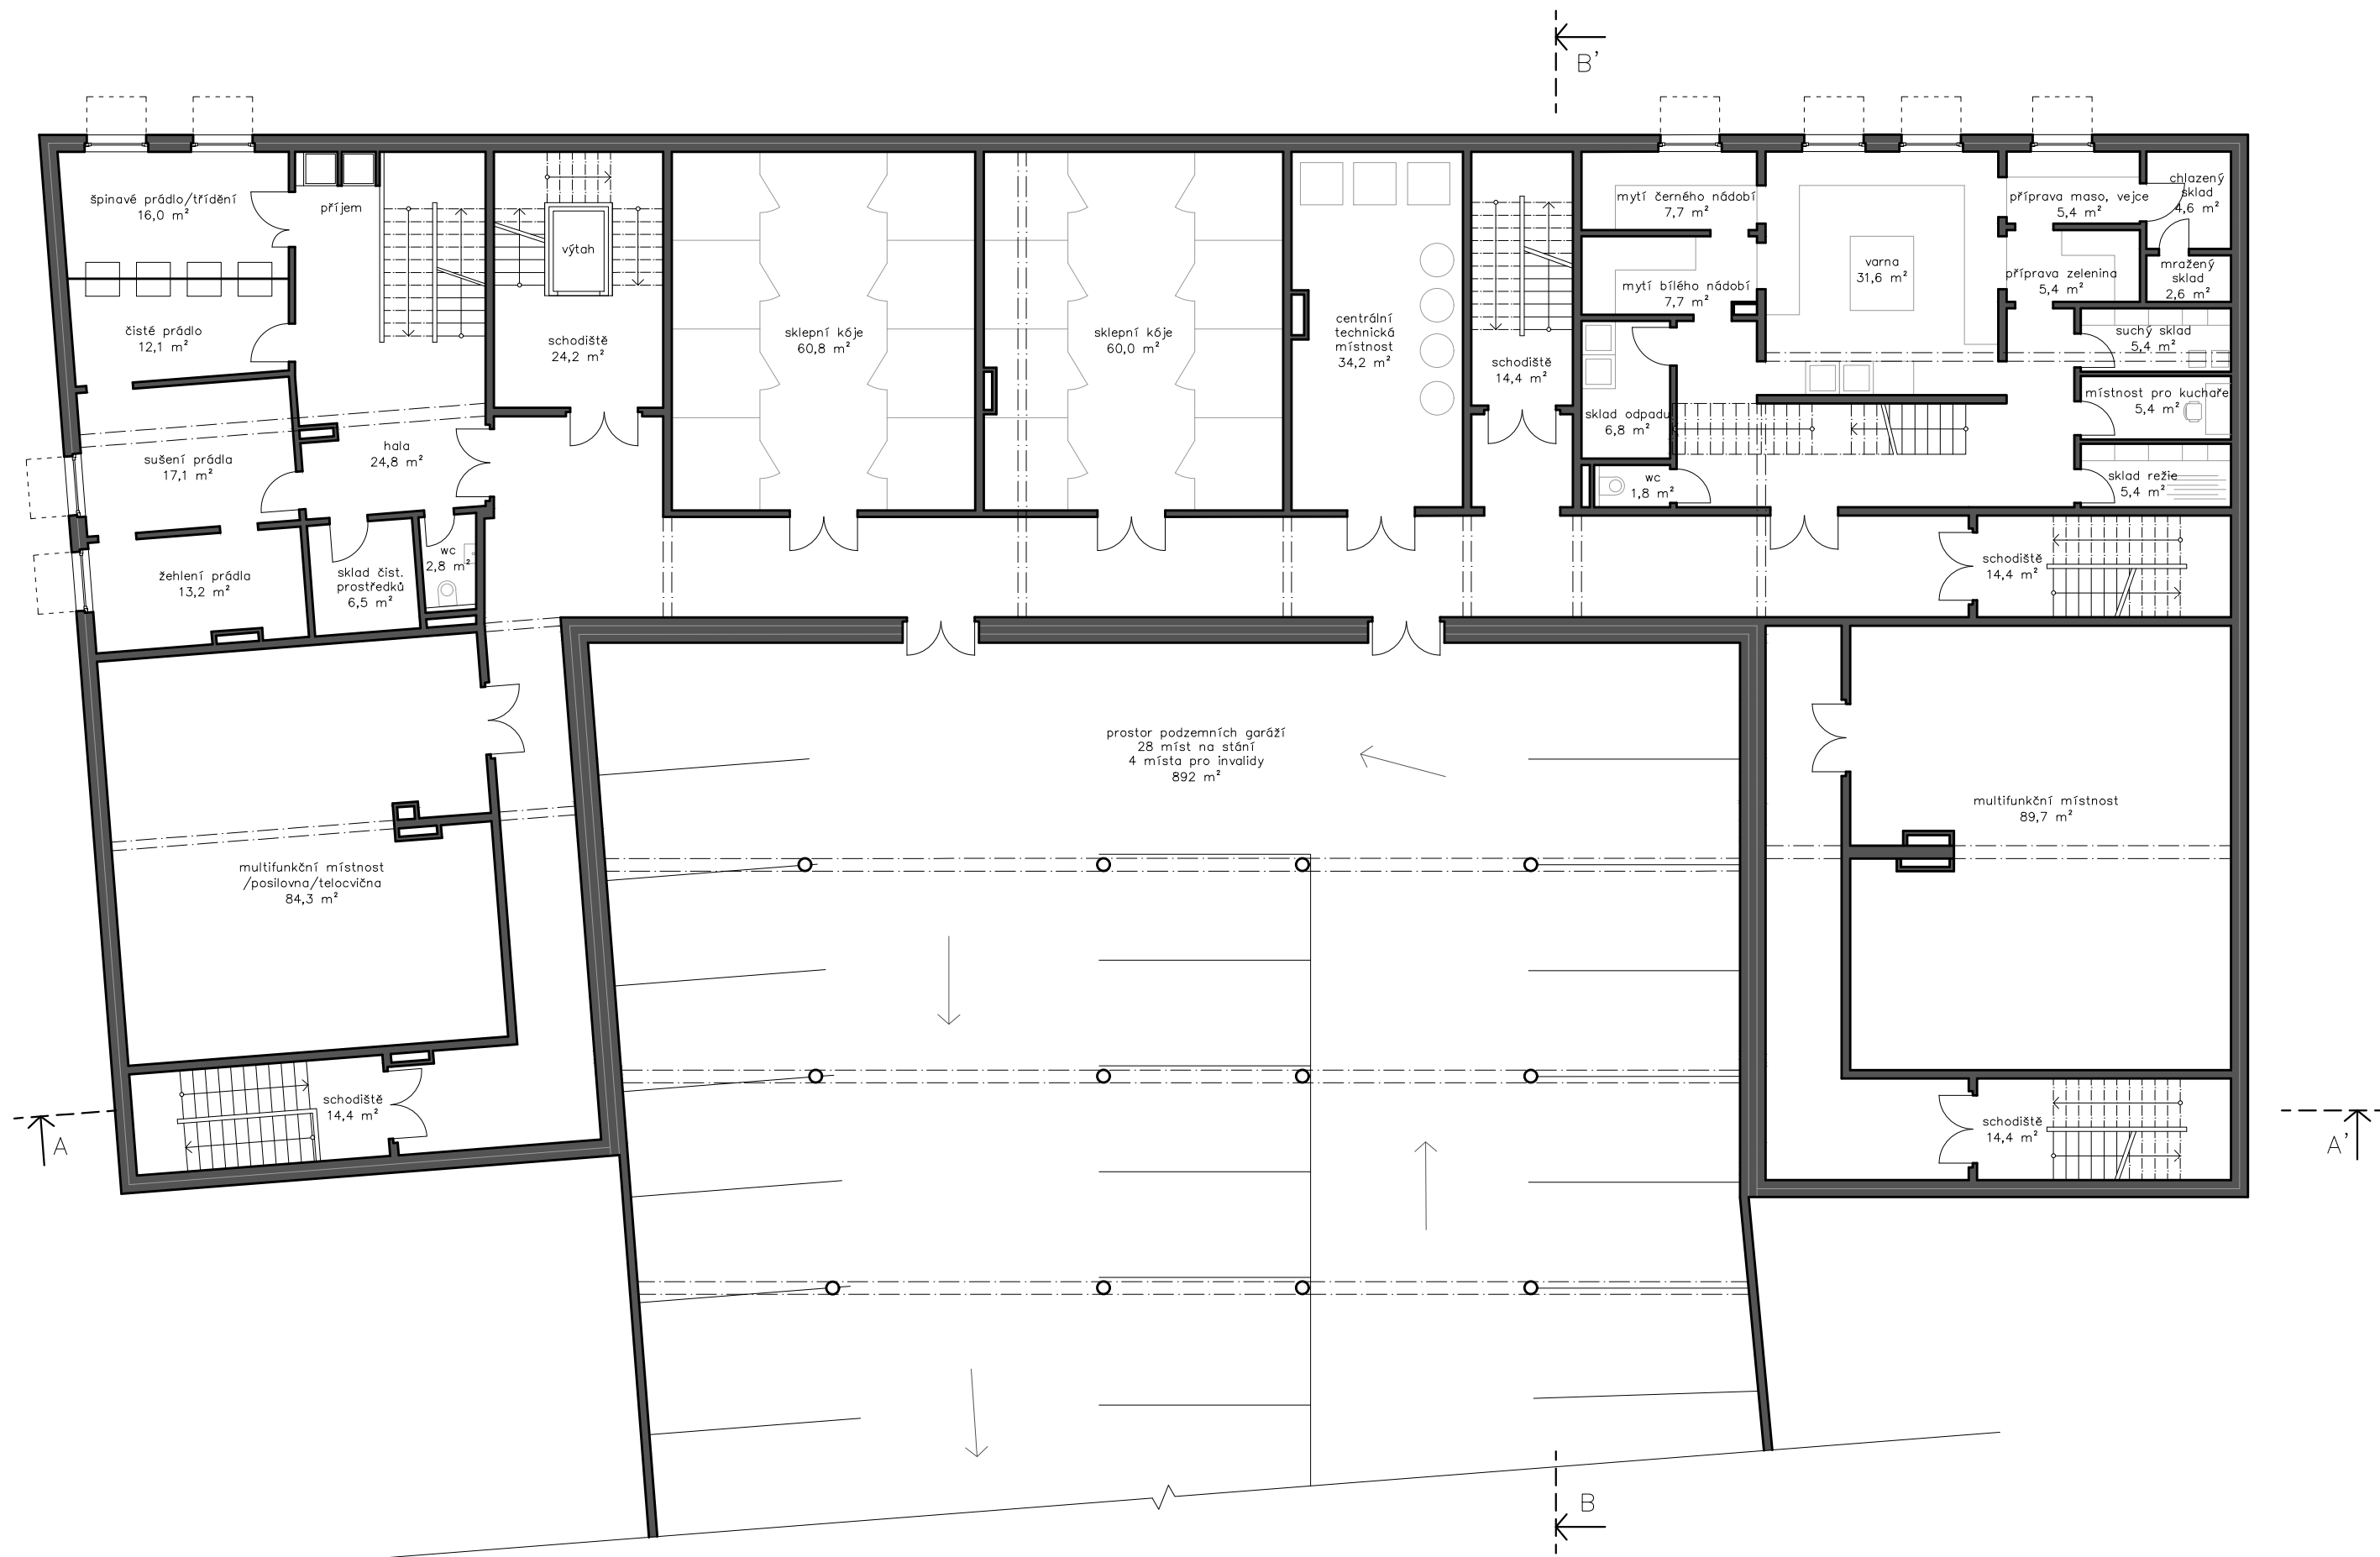 B'
špinavé prádlo/třídění
16,0 m²
příjem
výtah
čisté prádlo
12,1 m²
schodiště
24,2 m²
sklepní kóje
60,8 m²
sklepní kóje
60,0 m²
centrální
technická
místnost
34,2 m²
schodiště
14,4 m²
mytí černého nádobí
7,7 m²
mytí bílého nádobí
7,7 m²
varna
31,6 m²
příprava maso, vejce
5,4 m²
chlazený
sklad
4,6 m²
příprava zelenina
5,4 m²
mražený
sklad
2,6 m²
suchý sklad
5,4 m²
místnost pro kuchaře
5,4 m²
sklad odpadu
6,8 m²
wc
1,8 m²
sklad režie
5,4 m²
sušení prádla
17,1 m²
hala
24,8 m²
žehlení prádla
13,2 m²
sklad čist.
prostředků
6,5 m²
wc
2,8 m²
schodiště
14,4 m²
prostor podzemních garáží
28 míst na stání
4 místa pro invalidy
892 m²
multifunkční místnost
89,7 m²
multifunkční místnost
/posilovna/telocvična
84,3 m²
schodiště
14,4 m²
schodiště
14,4 m²
A
A'
B